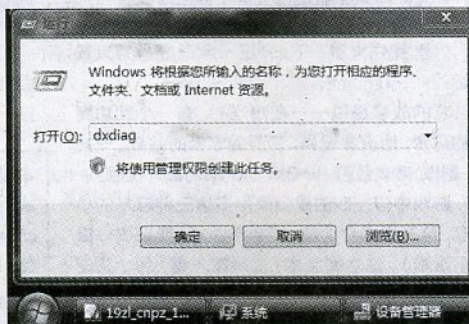 运行
Windows 将根据您所输入的名称，为您打开相应的程序、
文件夹、文档或 Internet 资源。
打开(O): dxdiag
将使用管理权限创建此任务。
确定 取消 浏览(B)...
19zl_cnpz_1... 系统 设备管理器